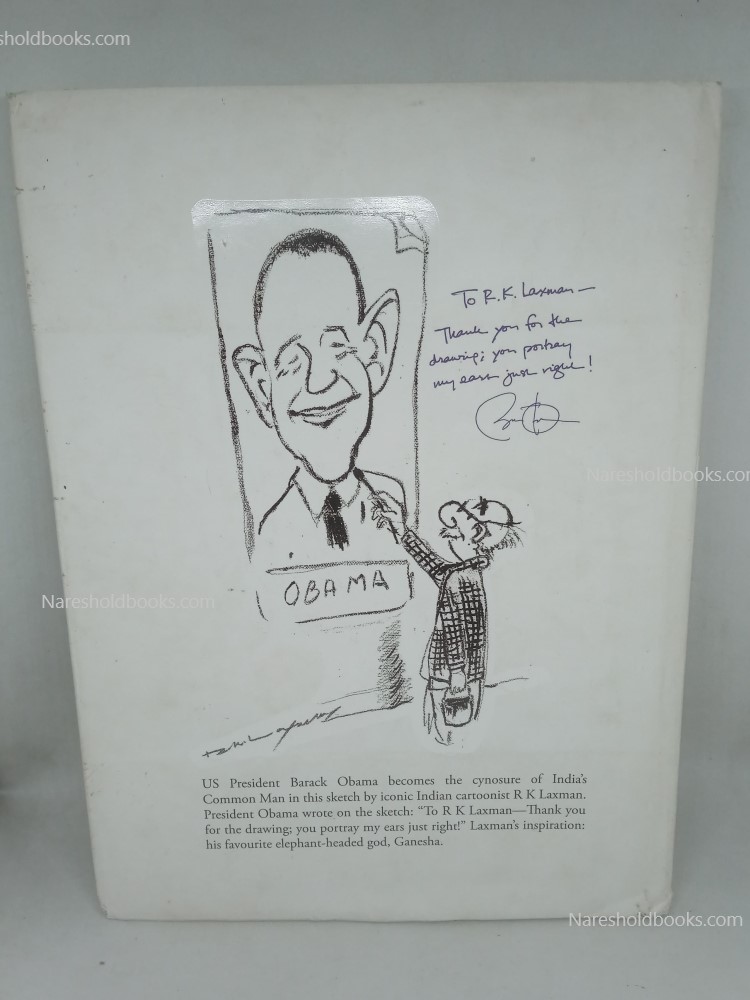 sholdbooks.com
To R.K. Laxman —
Thank you for the
drawing; you portray
my ears just right!
Naresholdbooks.com
OBAMA
Naresholdbooks.com
US President Barack Obama becomes the cynosure of India's
Common Man in this sketch by iconic Indian cartoonist R K Laxman.
President Obama wrote on the sketch: “To R K Laxman—Thank you
for the drawing; you portray my ears just right!” Laxman's inspiration:
his favourite elephant-headed god, Ganesha.
Naresholdbooks.com